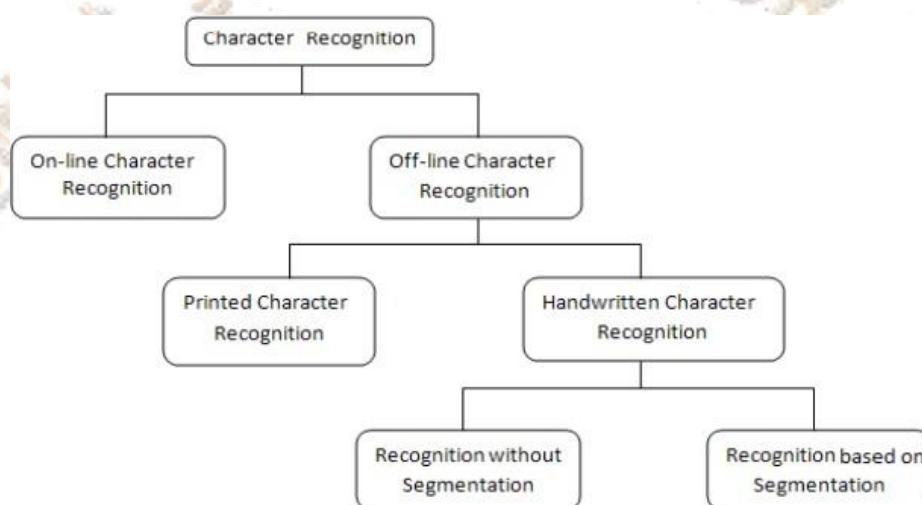 Character Recognition
On-line Character
Recognition
Off-line Character
Recognition
Printed Character
Recognition
Handwritten Character
Recognition
Recognition without
Segmentation
Recognition based on
Segmentation